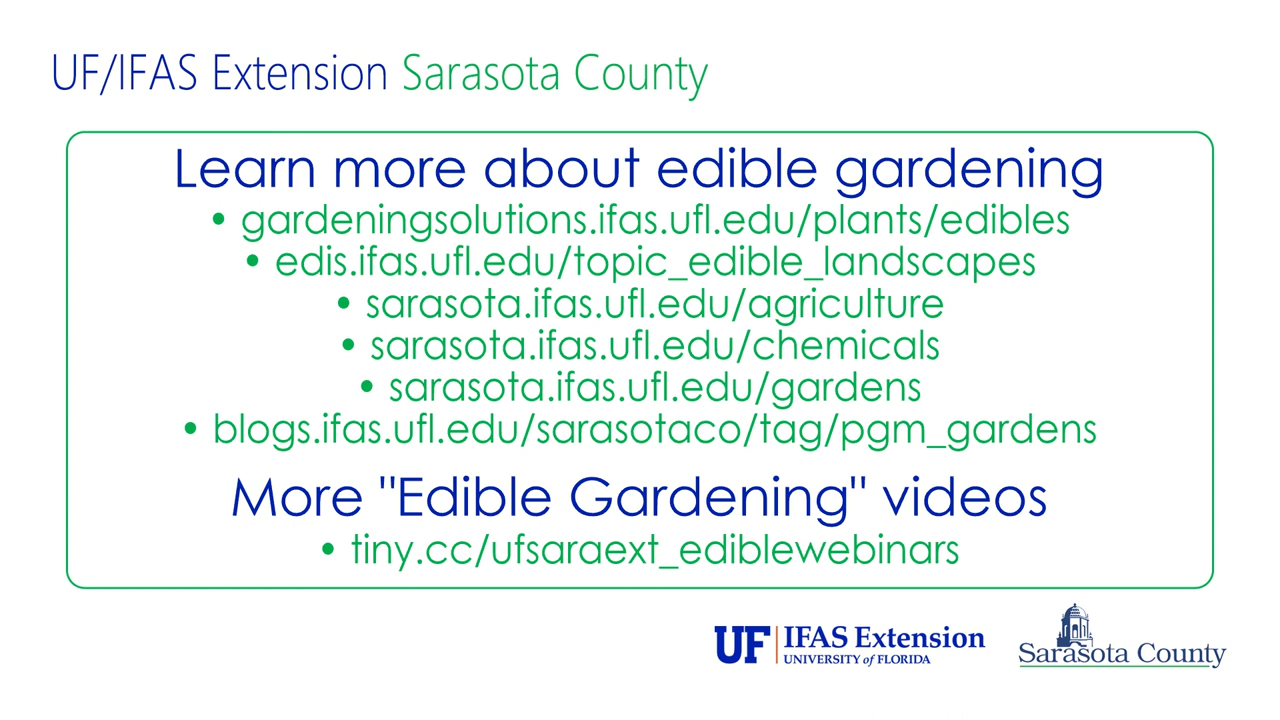 UF/IFAS Extension Sarasota County
Learn more about edible gardening
• gardeningsolutions.ifas.ufl.edu/plants/edibles
• edis.ifas.ufl.edu/topic_edible_landscapes
• sarasota.ifas.ufl.edu/agriculture
• sarasota.ifas.ufl.edu/chemicals
• sarasota.ifas.ufl.edu/gardens
• blogs.ifas.ufl.edu/sarasotaco/tag/pgm_gardens
More "Edible Gardening" videos
• tiny.cc/ufsaraext_ediblewebinars
UF IFAS Extension
UNIVERSITY of FLORIDA
Sarasota County